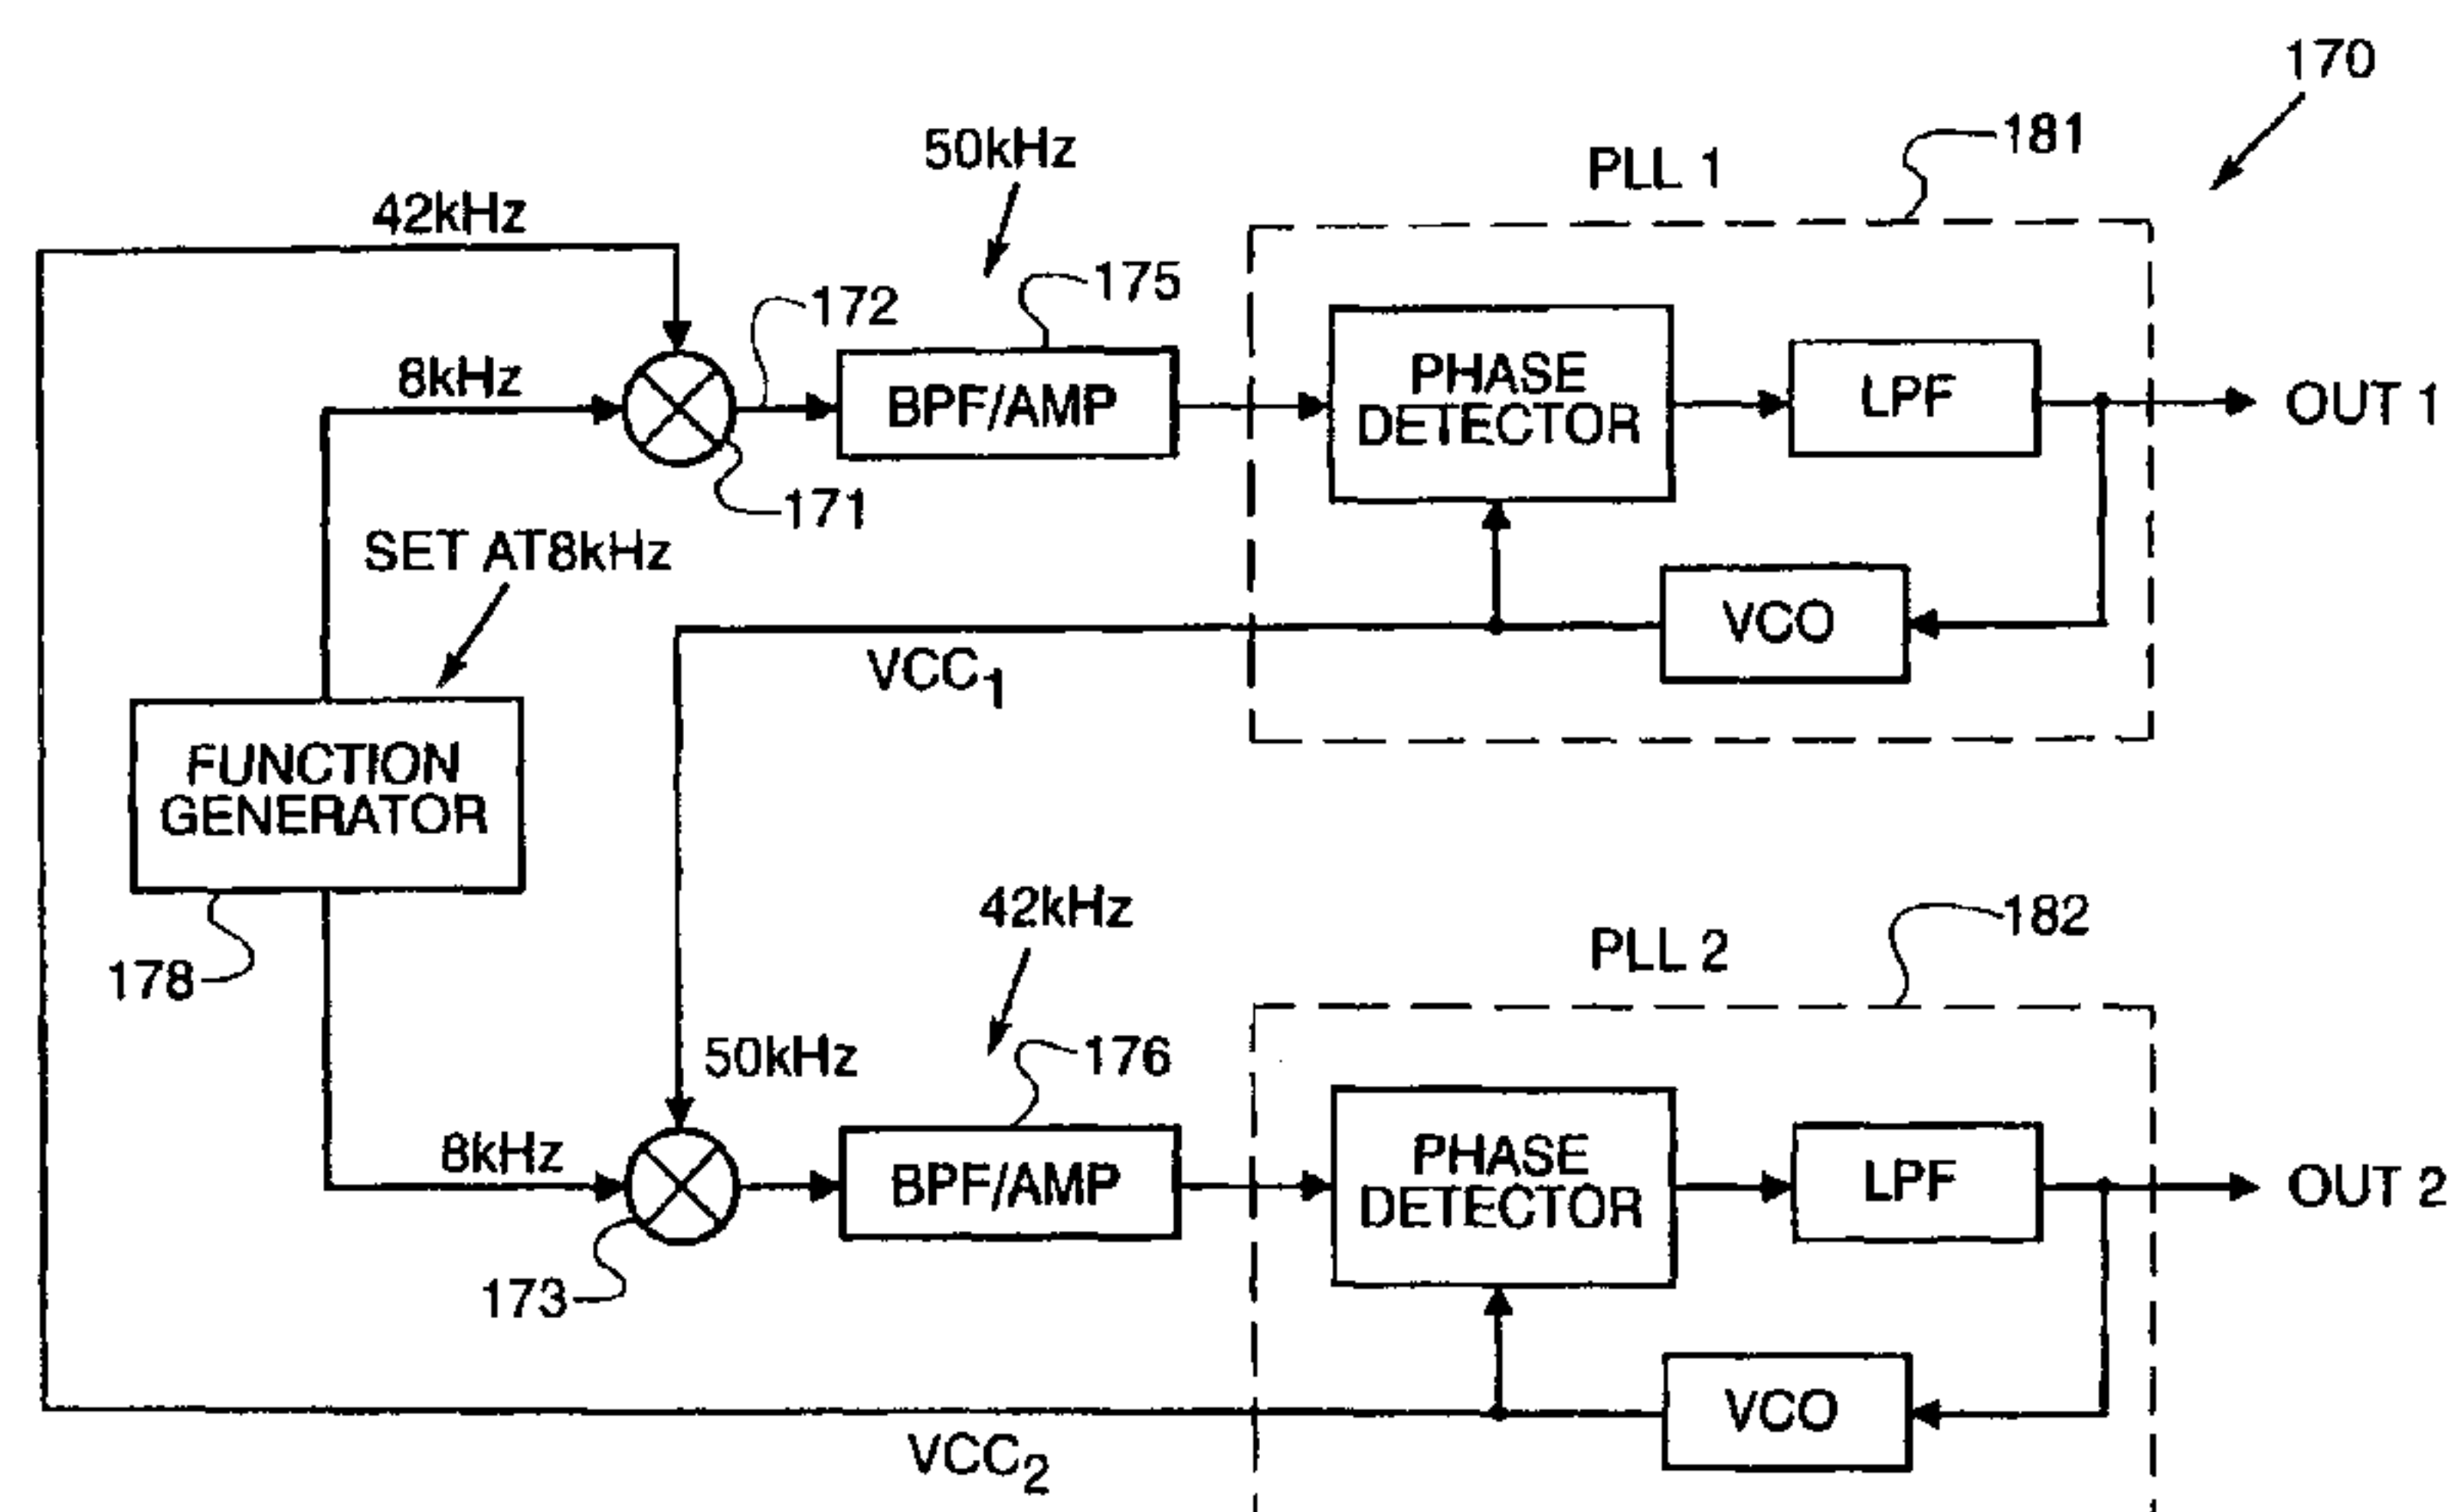 170
181
PLL 1
50kHz
42kHz
175
172
8kHz
BPF/AMP
PHASE
DETECTOR
LPF
OUT 1
171
SET AT8kHz
VCO
VCC1
FUNCTION
GENERATOR
178
42kHz
182
PLL 2
50kHz
176
8kHz
BPF/AMP
PHASE
DETECTOR
LPF
OUT 2
173
VCO
VCC2